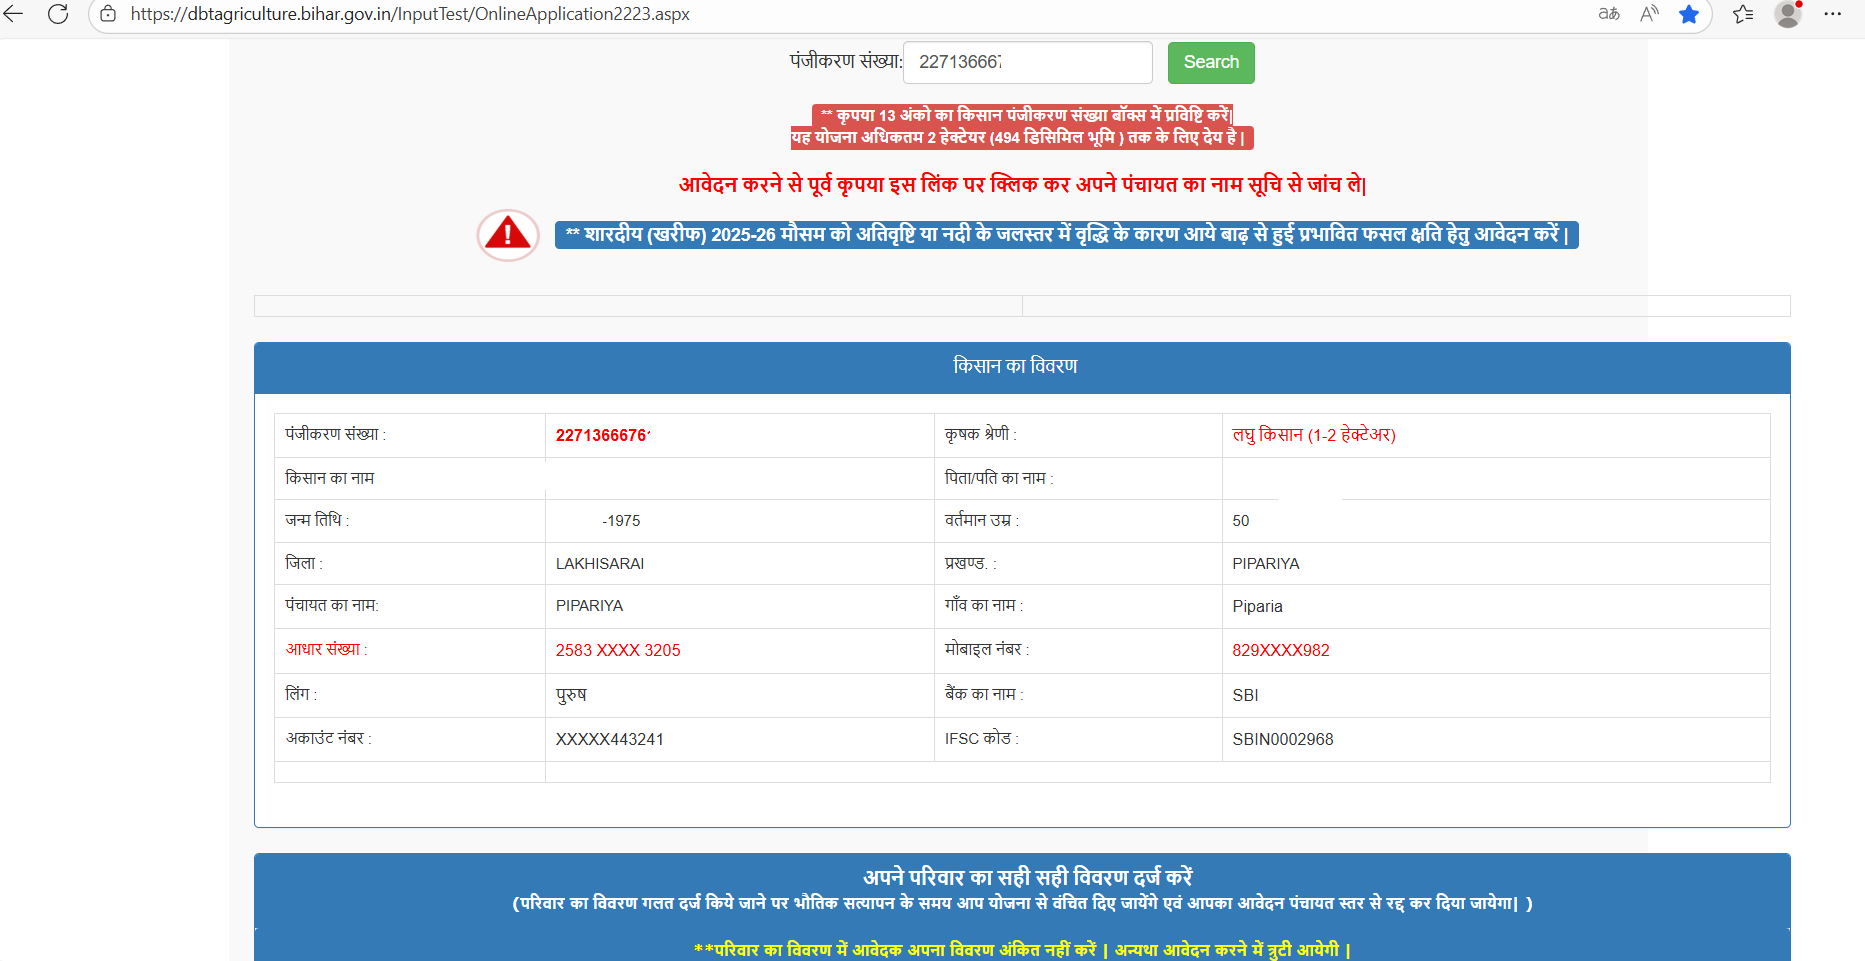 https://dbtagriculture.bihar.gov.in/InputTest/OnlineApplication2223.aspx
पंजीकरण संख्या: 227136667 Search
** कृपया 13 अंको का किसान पंजीकरण संख्या बॉक्स में प्रविष्टि करें|
यह योजना अधिकतम 2 हेक्टेयर (494 डिसिमिल भूमि ) तक के लिए देय है |
आवेदन करने से पूर्व कृपया इस लिंक पर क्लिक कर अपने पंचायत का नाम सूचि से जांच ले|
** शारदीय (खरीफ) 2025-26 मौसम को अतिवृष्टि या नदी के जलस्तर में वृद्धि के कारण आये बाढ़ से हुई प्रभावित फसल क्षति हेतु आवेदन करें |
किसान का विवरण
पंजीकरण संख्या : 2271366676 कृषक श्रेणी : लघु किसान (1-2 हेक्टेअर)
किसान का नाम पिता/पति का नाम :
जन्म तिथि : -1975 वर्तमान उम्र : 50
जिला : LAKHISARAI प्रखण्ड. : PIPARIYA
पंचायत का नाम: PIPARIYA गाँव का नाम : Piparia
आधार संख्या : 2583 XXXX 3205 मोबाइल नंबर : 829XXXX982
लिंग : पुरुष बैंक का नाम : SBI
अकाउंट नंबर : XXXXX443241 IFSC कोड : SBIN0002968
अपने परिवार का सही सही विवरण दर्ज करें
(परिवार का विवरण गलत दर्ज किये जाने पर भौतिक सत्यापन के समय आप योजना से वंचित दिए जायेंगे एवं आपका आवेदन पंचायत स्तर से रद्द कर दिया जायेगा| )
**परिवार का विवरण में आवेदक अपना विवरण अंकित नहीं करें | अन्यथा आवेदन करने में त्रुटी आयेगी |